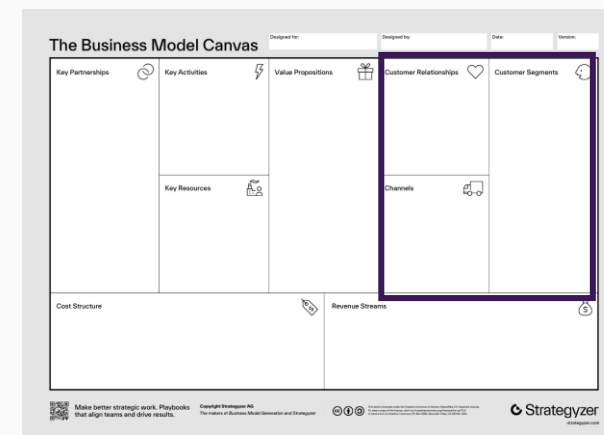 The Business Model Canvas
Designed for:
Designed by:
Date:
Version:
Key Partnerships
Key Activities
Value Propositions
Customer Relationships
Customer Segments
Key Resources
Channels
Cost Structure
Revenue Streams
Make better strategic work. Playbooks
that align teams and drive results.
Copyright Strategyzer AG
The makers of Business Model Generation and Strategyzer
Strategyzer
strategyzer.com